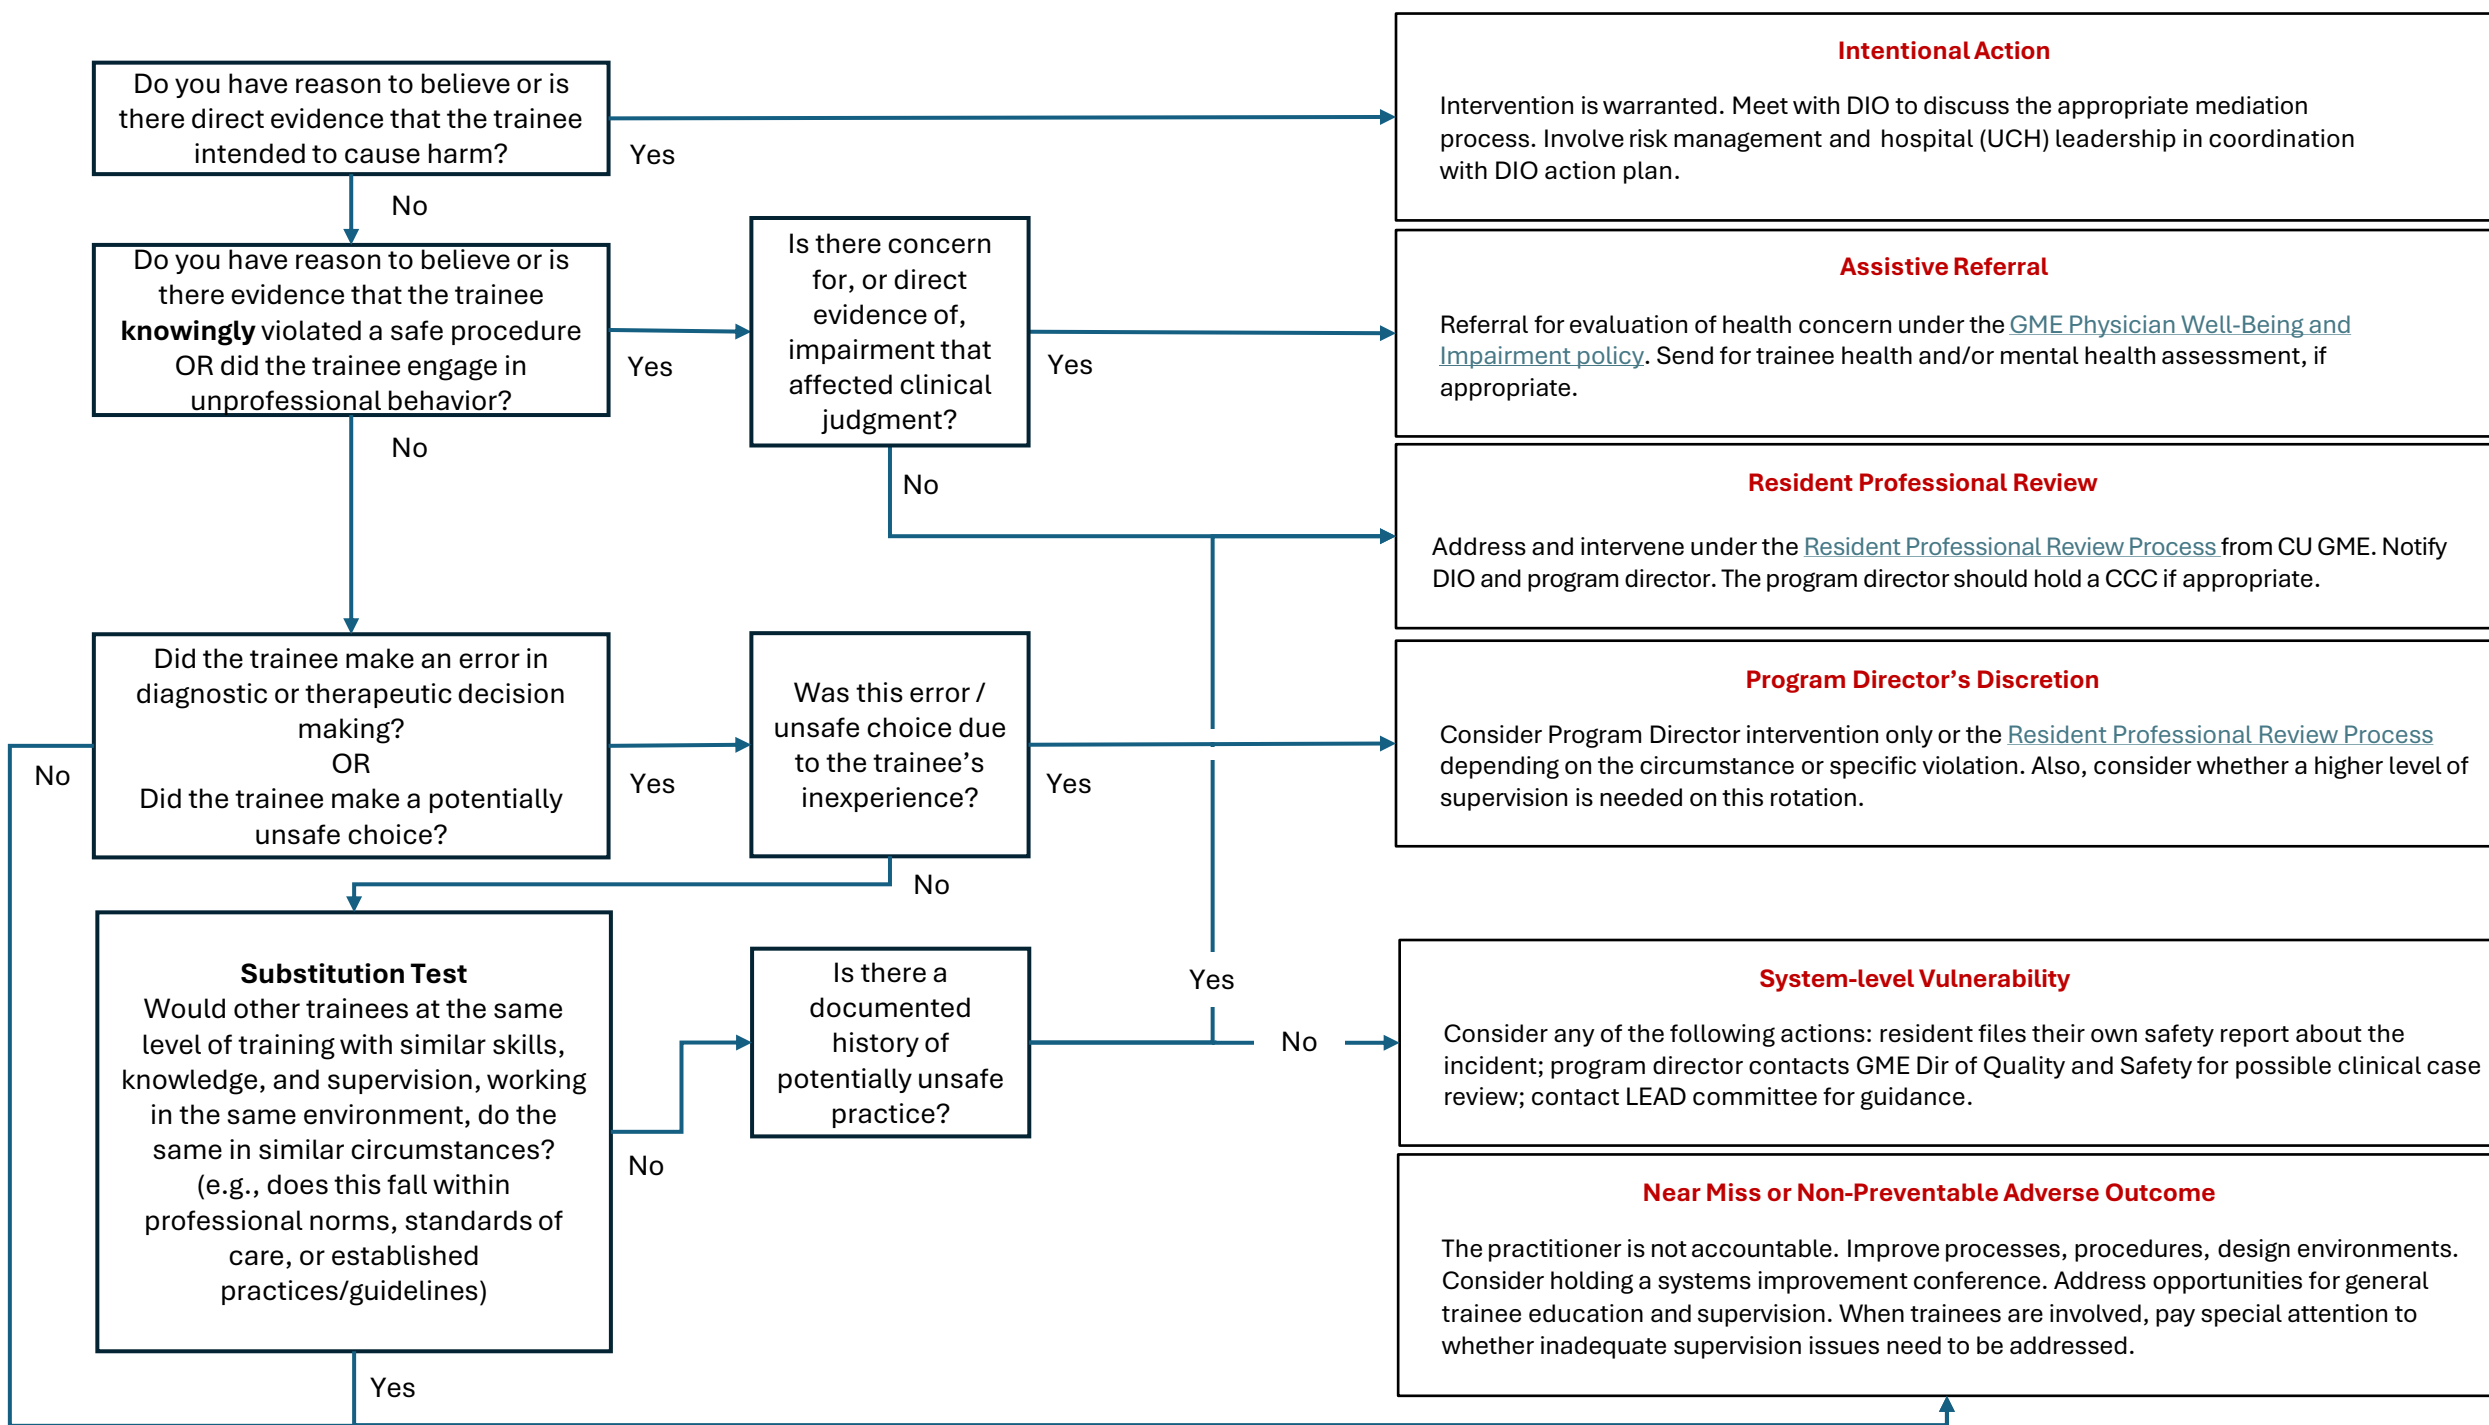 Do you have reason to believe or is
there direct evidence that the trainee
intended to cause harm?
Yes
No
Intentional Action
Intervention is warranted. Meet with DIO to discuss the appropriate mediation
process. Involve risk management and hospital (UCH) leadership in coordination
with DIO action plan.
Do you have reason to believe or is
there evidence that the trainee
knowingly violated a safe procedure
OR did the trainee engage in
unprofessional behavior?
Yes
No
Is there concern
for, or direct
evidence of,
impairment that
affected clinical
judgment?
Yes
No
Assistive Referral
Referral for evaluation of health concern under the GME Physician Well-Being and
Impairment policy. Send for trainee health and/or mental health assessment, if
appropriate.
Resident Professional Review
Address and intervene under the Resident Professional Review Process from CU GME. Notify
DIO and program director. The program director should hold a CCC if appropriate.
Did the trainee make an error in
diagnostic or therapeutic decision
making?
OR
Did the trainee make a potentially
unsafe choice?
No
Yes
Was this error /
unsafe choice due
to the trainee’s
inexperience?
Yes
No
Program Director’s Discretion
Consider Program Director intervention only or the Resident Professional Review Process
depending on the circumstance or specific violation. Also, consider whether a higher level of
supervision is needed on this rotation.
Substitution Test
Would other trainees at the same
level of training with similar skills,
knowledge, and supervision, working
in the same environment, do the
same in similar circumstances?
(e.g., does this fall within
professional norms, standards of
care, or established
practices/guidelines)
No
Yes
Is there a
documented
history of
potentially unsafe
practice?
Yes
No
System-level Vulnerability
Consider any of the following actions: resident files their own safety report about the
incident; program director contacts GME Dir of Quality and Safety for possible clinical case
review; contact LEAD committee for guidance.
Near Miss or Non-Preventable Adverse Outcome
The practitioner is not accountable. Improve processes, procedures, design environments.
Consider holding a systems improvement conference. Address opportunities for general
trainee education and supervision. When trainees are involved, pay special attention to
whether inadequate supervision issues need to be addressed.